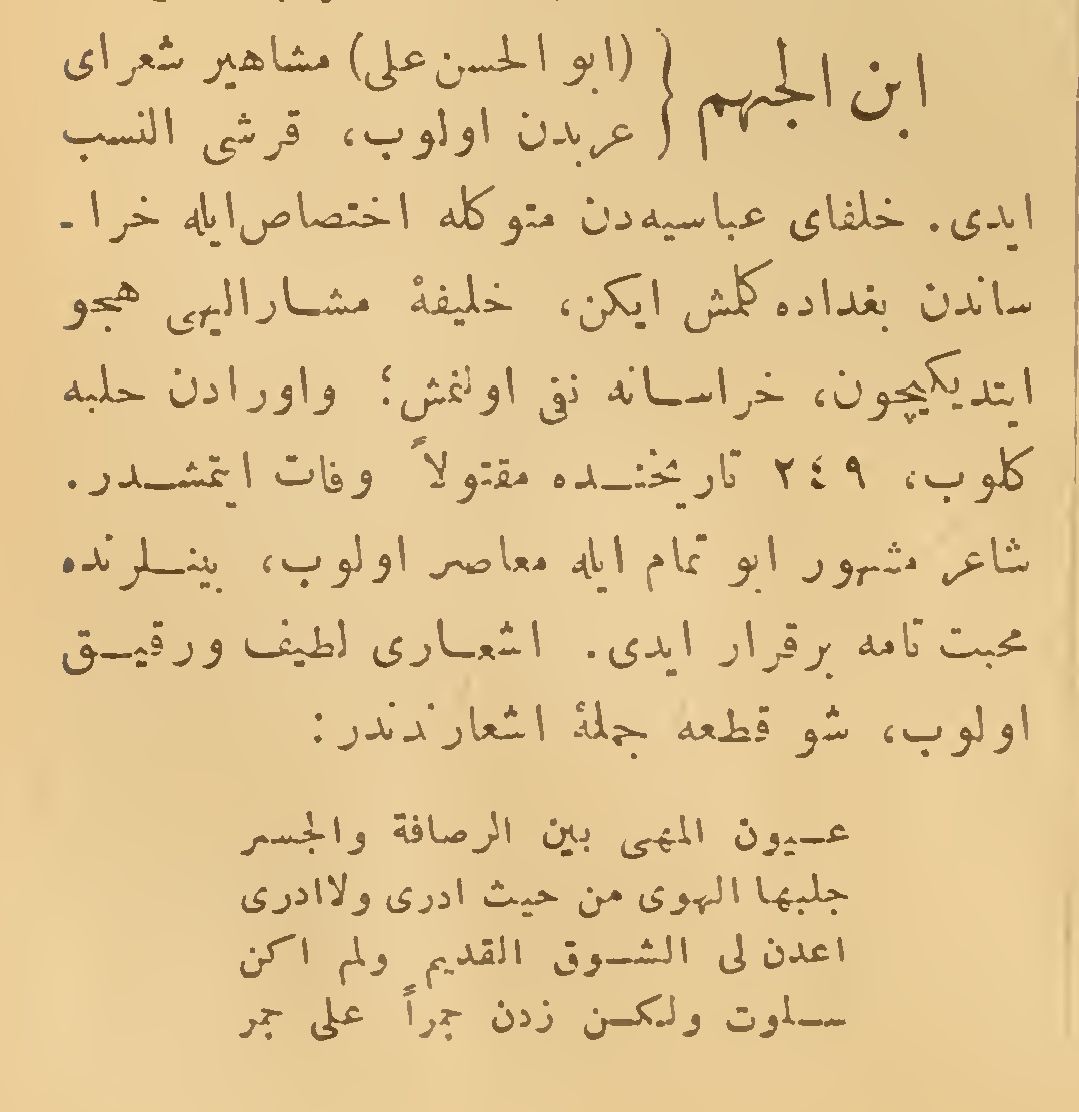 ابن الجهم { (ابو الحسن علی) مشاهیر شعرای
عربدن اولوب، قرشی النسب
ایدی. خلفای عباسیه‌دن متوکله اختصاص ایله خرا-
ساندن بغداده کلمش ایکن، خلیفهٔ مشارالیهی هجو
ایتدیکیچون، خراسانه نفی اولنمش؛ واورادن حلبه
کلوب، ٢٤٩ تاریخنده مقتولاً وفات ایتمشدر.
شاعر مشهور ابو تمام ایله معاصر اولوب، بینلرنده
محبت تامه برقرار ایدی. اشعاری لطیف ورقیق
اولوب، شو قطعه جملهٔ اشعارندندر:
عیون المهی بین الرصافة والجسر
جلبها الهوی من حیث ادری ولاادری
اعدن لی الشوق القدیم ولم اکن
سلوت ولکن زدن جمراً علی جمر